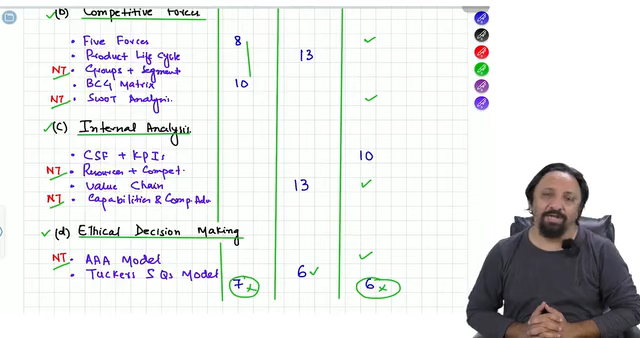 (b) Competitive Forces
• Five Forces 8 ✓
• Product Life Cycle 13
NT • Groups + Segment
• BCG Matrix 10
NT • SWOT Analysis. ✓
(c) Internal Analysis
• CSF + KPIs 10
NT • Resources + Compet.
• Value Chain 13 ✓
NT • Capabilities & Comp. Adv
(d) Ethical Decision Making
NT • AAA Model ✓
• Tuckers 5 Qs Model 6 ✓
7 x 6 x